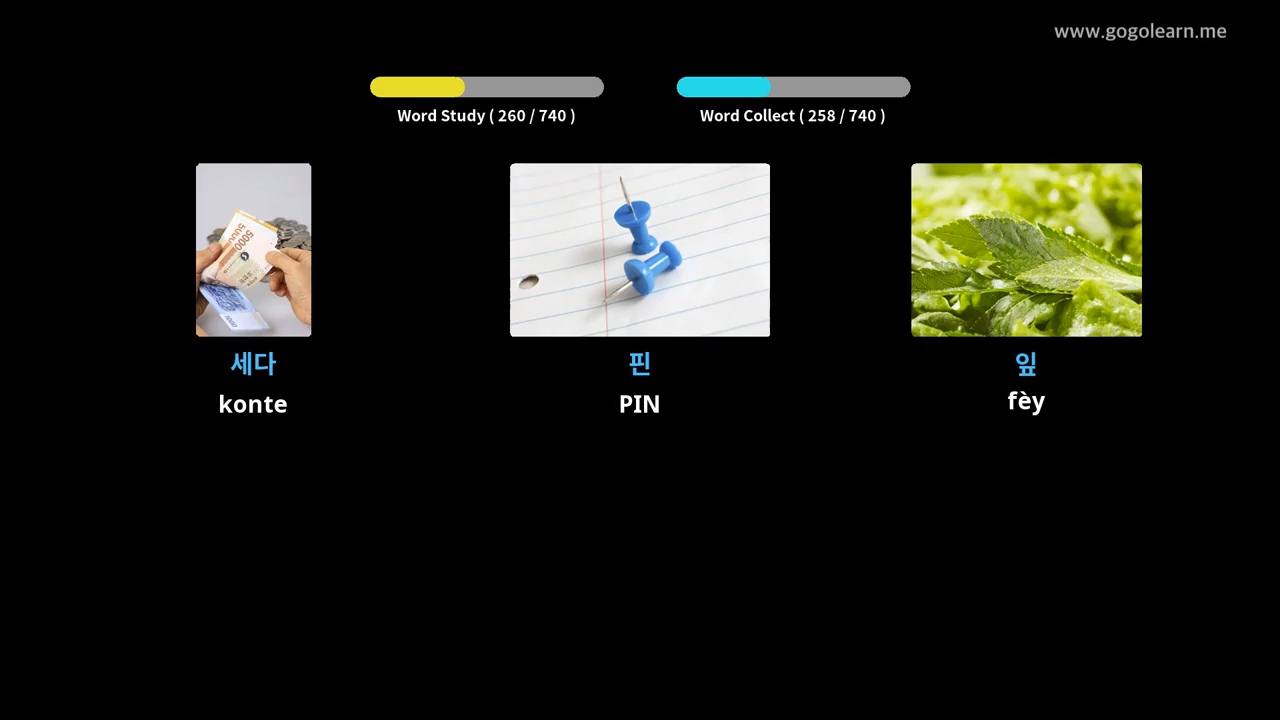 www.gogolearn.me
Word Study ( 260 / 740 )
Word Collect ( 258 / 740 )
세다
핀
잎
konte
PIN
fèy